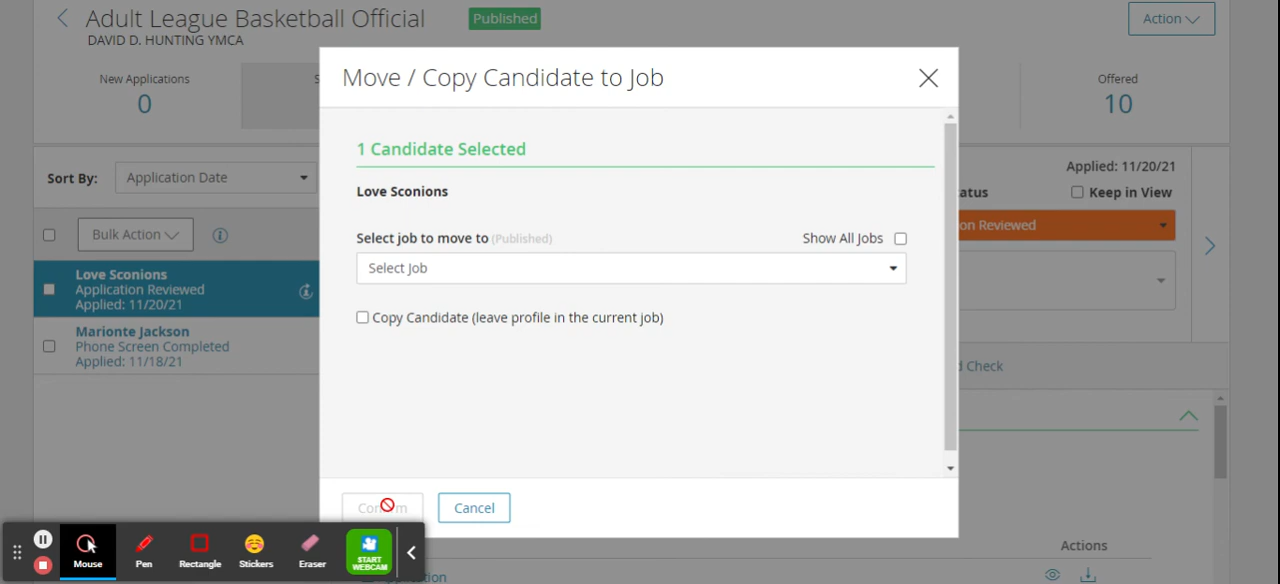 Adult League Basketball Official
Published
Action
DAVID D. HUNTING YMCA
New Applications
0
Offered
10
Move / Copy Candidate to Job
1 Candidate Selected
Love Sconions
Select job to move to (Published)
Show All Jobs
Select Job
Copy Candidate (leave profile in the current job)
Cancel
Sort By:
Application Date
Bulk Action
Love Sconions
Application Reviewed
Applied: 11/20/21
Marionte Jackson
Phone Screen Completed
Applied: 11/18/21
Applied: 11/20/21
Keep in View
Reviewed
Check
Actions
Mouse
Pen
Rectangle
Stickers
Eraser
START
WEBCAM